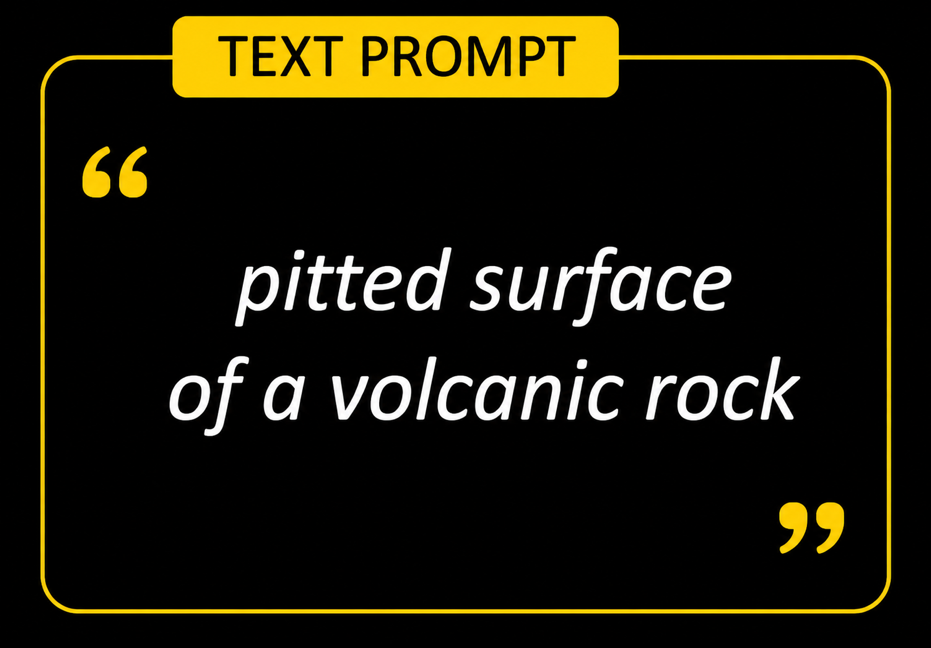 TEXT PROMPT
“
pitted surface
of a volcanic rock
”